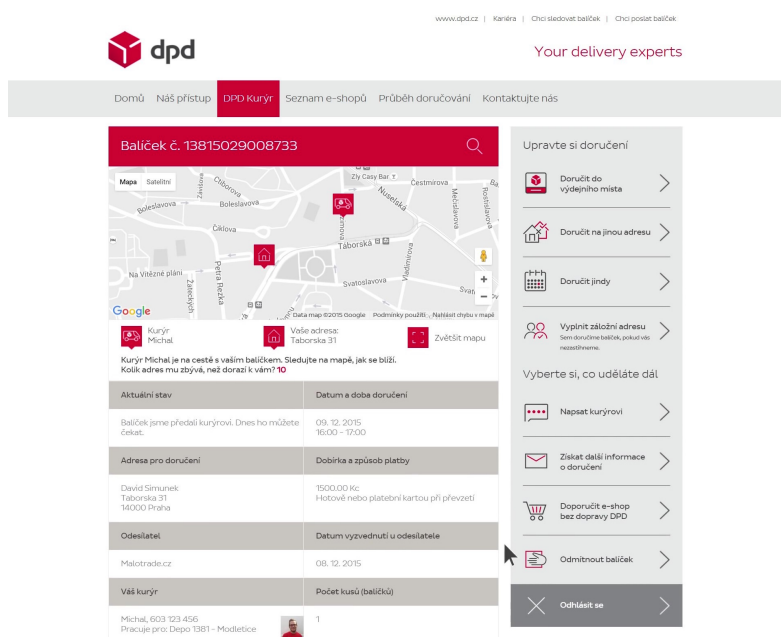 www.dpd.cz | Kariéra | Chci sledovat balíček | Chci poslat balíček
dpd
Your delivery experts
Domů Náš přístup DPD Kurýr Seznam e-shopů Průběh doručování Kontaktujte nás
Balíček č. 13815029008733
Mapa Satelitní
Zly Casy Bar
Čestmírova
Chborova
Boleslavova
Boleslavova
Nuselská
Mečislavova
Rostislavova
Čiklova
Táborská
Na Vítězné pláni
Petra Rezka
Zateckých
Svatoslavova
Vladimírova
Google
Data map ©2015 Google Podmínky použití Nahlásit chybu v mapě
Kurýr
Michal
Vaše adresa:
Taborska 31
Zvětšit mapu
Kurýr Michal je na cestě s vaším balíčkem. Sledujte na mapě, jak se blíží.
Kolik adres mu zbývá, než dorazí k vám? 10
Aktuální stav Datum a doba doručení
Balíček jsme předali kurýrovi. Dnes ho můžete
čekat.
09. 12. 2015
16:00 – 17:00
Adresa pro doručení Dobírka a způsob platby
David Simunek
Taborska 31
14000 Praha
1500,00 Kc
Hotově nebo platební kartou při převzetí
Odesílatel Datum vyzvednutí u odesílatele
Malotrade.cz 08. 12. 2015
Váš kurýr Počet kusů (balíčků)
Michal, 603 123 456
Pracuje pro: Depo 1381 – Modletice
1
Upravte si doručení
Doručit do
výdejního místa
Doručit na jinou adresu
Doručit jindy
Vyplnit záložní adresu
Sem doručíme balíček, pokud vás
nezastihneme.
Vyberte si, co uděláte dál
Napsat kurýrovi
Získat další informace
o doručení
Doporučit e-shop
bez dopravy DPD
Odmítnout balíček
Odhlásit se